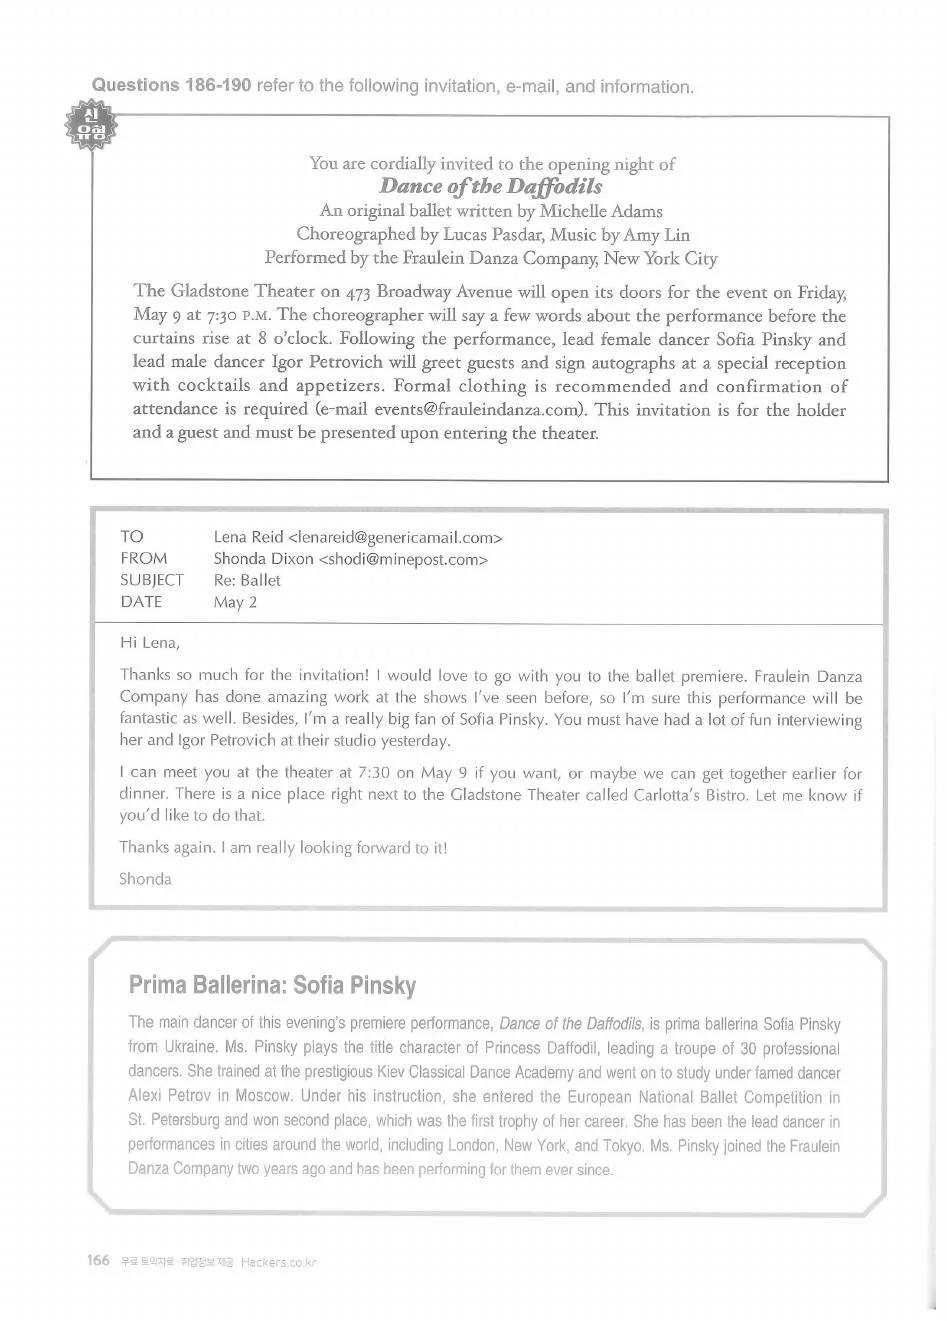 Questions 186-190 refer to the following invitation, e-mail, and information.
신
유형
You are cordially invited to the opening night of
Dance of the Daffodils
An original ballet written by Michelle Adams
Choreographed by Lucas Pasdar, Music by Amy Lin
Performed by the Fraulein Danza Company, New York City
The Gladstone Theater on 473 Broadway Avenue will open its doors for the event on Friday,
May 9 at 7:30 P.M. The choreographer will say a few words about the performance before the
curtains rise at 8 o'clock. Following the performance, lead female dancer Sofia Pinsky and
lead male dancer Igor Petrovich will greet guests and sign autographs at a special reception
with cocktails and appetizers. Formal clothing is recommended and confirmation of
attendance is required (e-mail events@frauleindanza.com). This invitation is for the holder
and a guest and must be presented upon entering the theater.
TO Lena Reid <lenareid@genericamail.com>
FROM Shonda Dixon <shodi@minepost.com>
SUBJECT Re: Ballet
DATE May 2
Hi Lena,
Thanks so much for the invitation! I would love to go with you to the ballet premiere. Fraulein Danza
Company has done amazing work at the shows I've seen before, so I'm sure this performance will be
fantastic as well. Besides, I'm a really big fan of Sofia Pinsky. You must have had a lot of fun interviewing
her and Igor Petrovich at their studio yesterday.
I can meet you at the theater at 7:30 on May 9 if you want, or maybe we can get together earlier for
dinner. There is a nice place right next to the Gladstone Theater called Carlotta's Bistro. Let me know if
you'd like to do that.
Thanks again. I am really looking forward to it!
Shonda
Prima Ballerina: Sofia Pinsky
The main dancer of this evening's premiere performance, Dance of the Daffodils, is prima ballerina Sofia Pinsky
from Ukraine. Ms. Pinsky plays the title character of Princess Daffodil, leading a troupe of 30 professional
dancers. She trained at the prestigious Kiev Classical Dance Academy and went on to study under famed dancer
Alexi Petrov in Moscow. Under his instruction, she entered the European National Ballet Competition in
St. Petersburg and won second place, which was the first trophy of her career. She has been the lead dancer in
performances in cities around the world, including London, New York, and Tokyo. Ms. Pinsky joined the Fraulein
Danza Company two years ago and has been performing for them ever since.
166 무료 토익자료·취업정보 제공 Hackers.co.kr